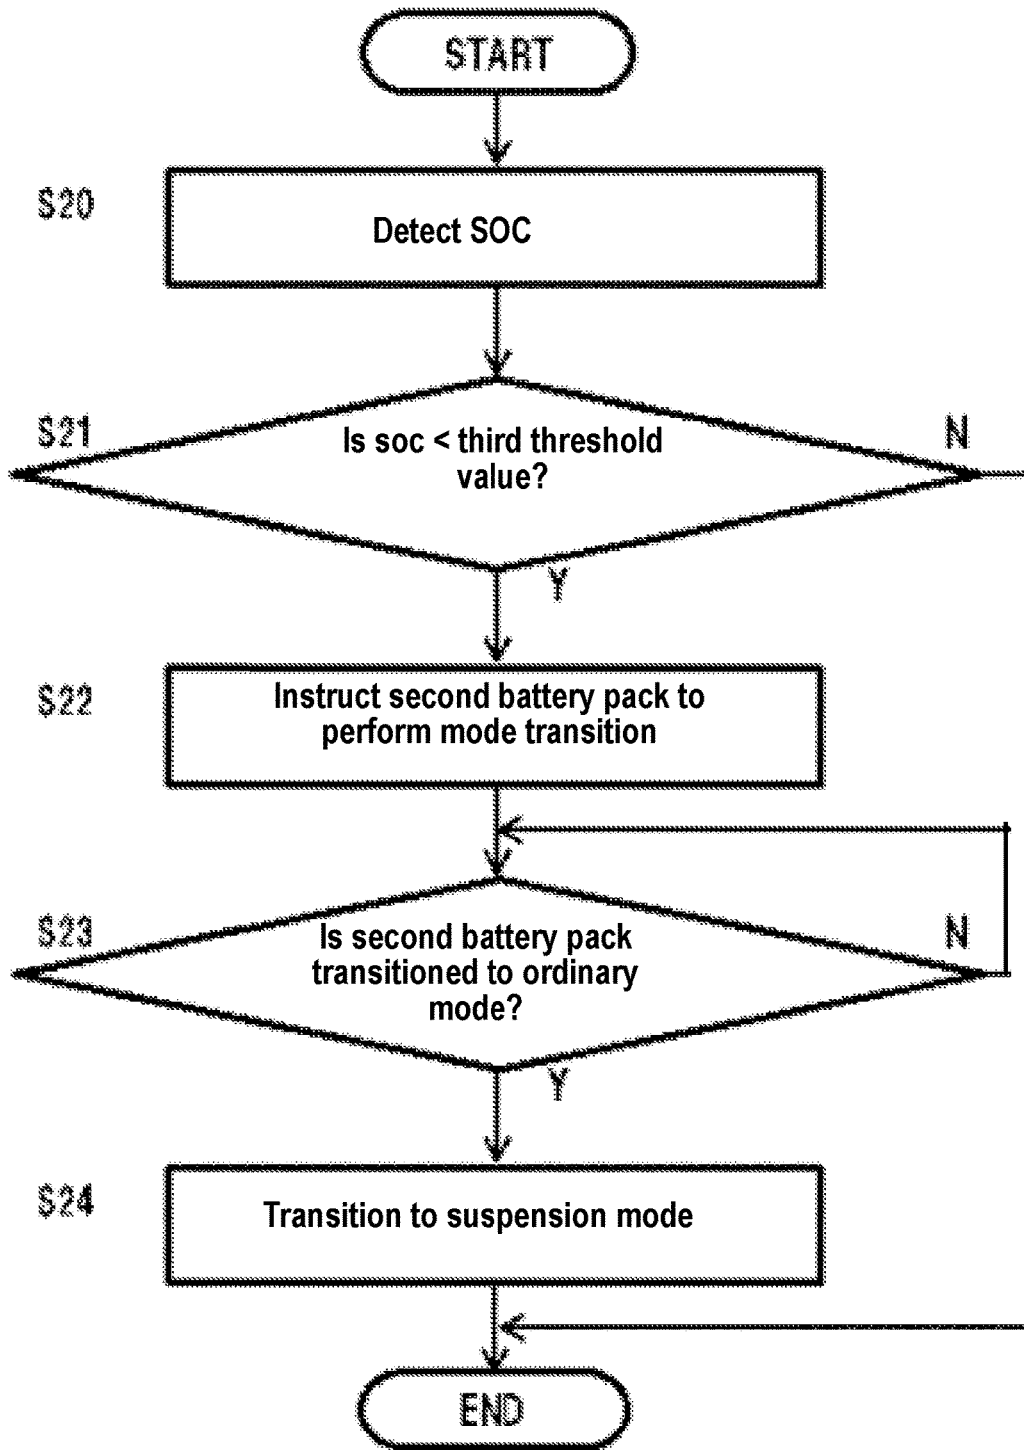 START
S20
Detect SOC
S21
Is soc < third threshold
value?
N
Y
S22
Instruct second battery pack to
perform mode transition
S23
Is second battery pack
transitioned to ordinary
mode?
N
Y
S24
Transition to suspension mode
END